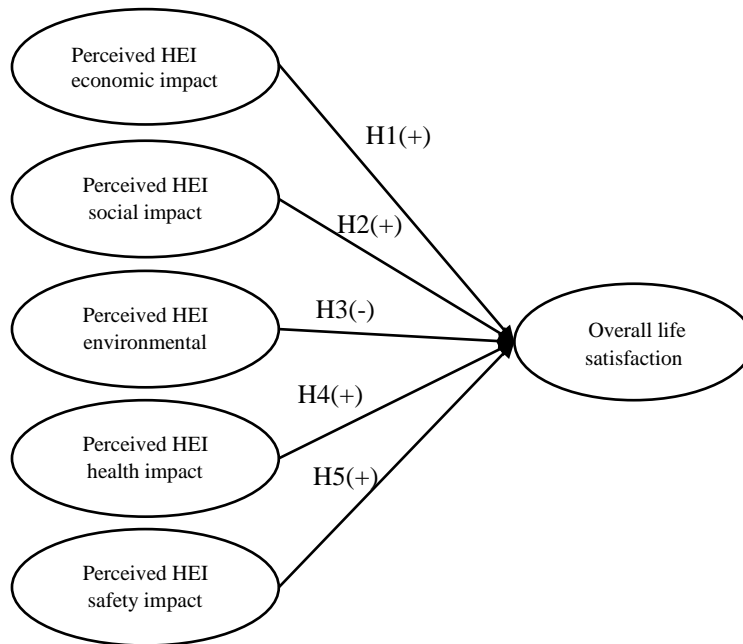 Perceived HEI
economic impact
H1(+)
Perceived HEI
social impact
H2(+)
Perceived HEI
environmental
H3(-)
Overall life
satisfaction
H4(+)
Perceived HEI
health impact
H5(+)
Perceived HEI
safety impact